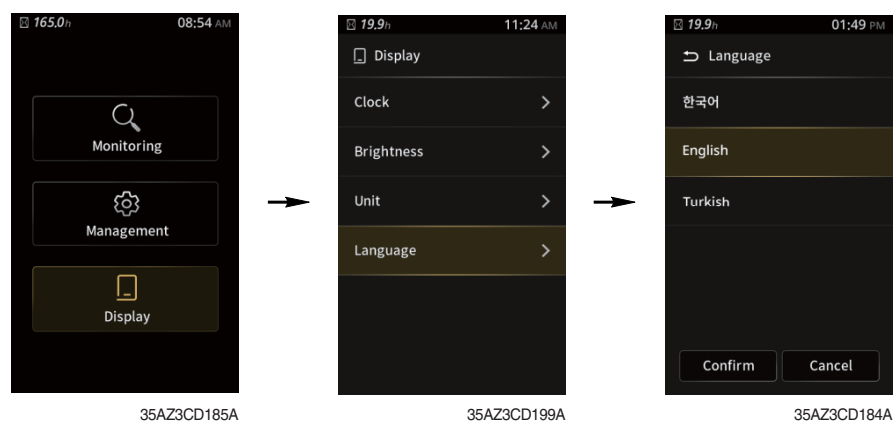 165.0h 08:54 AM
Monitoring
Management
Display
35AZ3CD185A
19.9h 11:24 AM
Display
Clock
Brightness
Unit
Language
35AZ3CD199A
19.9h 01:49 PM
Language
한국어
English
Turkish
Confirm Cancel
35AZ3CD184A